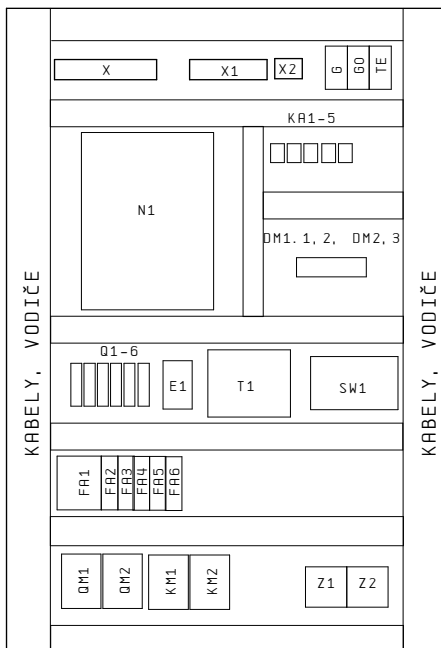 X X1 X2 G GO TE
KA1-5
N1
DM1.1,2, DM2,3
KABELY, VODIČE
KABELY, VODIČE
Q1-6
E1 T1 SW1
FA1 FA2 FA3 FA4 FA5 FA6
QM1 QM2 KM1 KM2 Z1 Z2